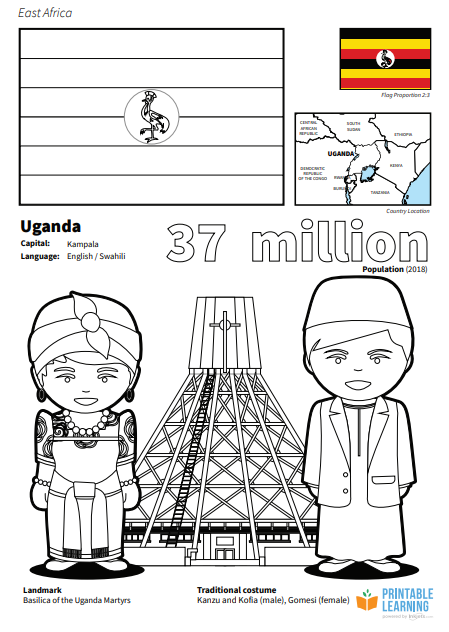 East Africa
Flag Proportion 2:3
CENTRAL
AFRICAN
REPUBLIC
SOUTH
SUDAN
ETHIOPIA
UGANDA
KENYA
DEMOCRATIC
REPUBLIC
OF THE CONGO
TANZANIA
Country Location
Uganda
Capital: Kampala
Language: English / Swahili
37 million
Population (2018)
Landmark
Basilica of the Uganda Martyrs
Traditional costume
Kanzu and Kofia (male), Gomesi (female)
PRINTABLE
LEARNING
powered by